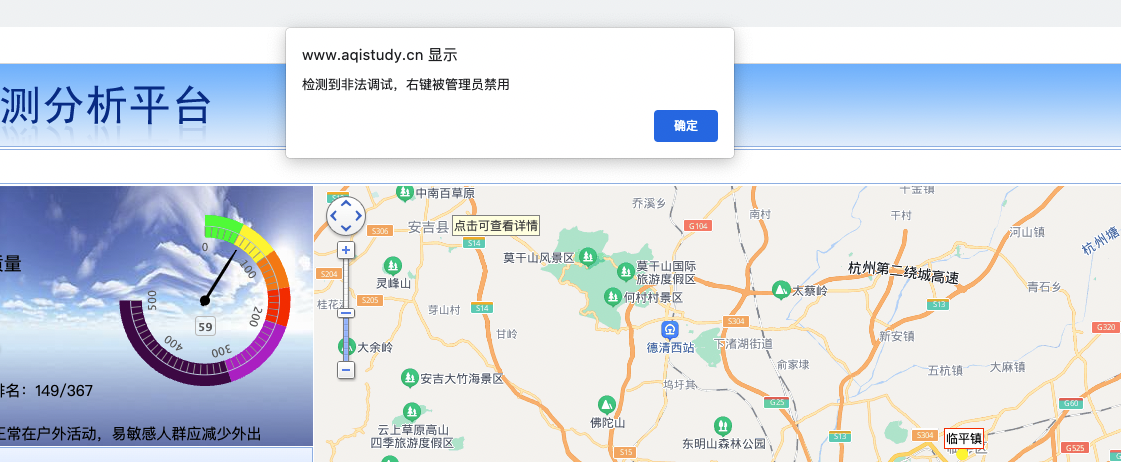 www.aqistudy.cn 显示
检测到非法调试，右键被管理员禁用
确定
测分析平台
质量
0
100
200
300
400
500
59
排名：149/367
正常在户外活动，易敏感人群应减少外出
中南百草原
S306
安吉县
点击可查看详情
S14
乔溪乡
G104
南村
干村
河山镇
杭州塘
莫干山风景区
莫干山国际
旅游度假区
何村村景区
杭州第二绕城高速
S204
灵峰山
S205
芽山村
S14
太蔡岭
青石乡
S13
S304
甘岭
德清西站
下渚湖街道
新安镇
G320
大余岭
俞家埭
五杭镇
大麻镇
安吉大竹海景区
坞圩其
G25
佛陀山
G60
云上草原高山
四季旅游度假区
东明山森林公园
S13
S304
临平镇
G525
S15